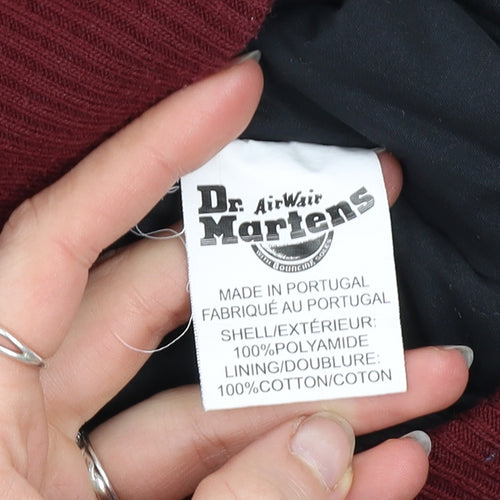 Dr. AirWair
Martens
WITH BOUNCING SOLES
MADE IN PORTUGAL
FABRIQUÉ AU PORTUGAL
SHELL/EXTÉRIEUR:
100%POLYAMIDE
LINING/DOUBLURE:
100%COTTON/COTON